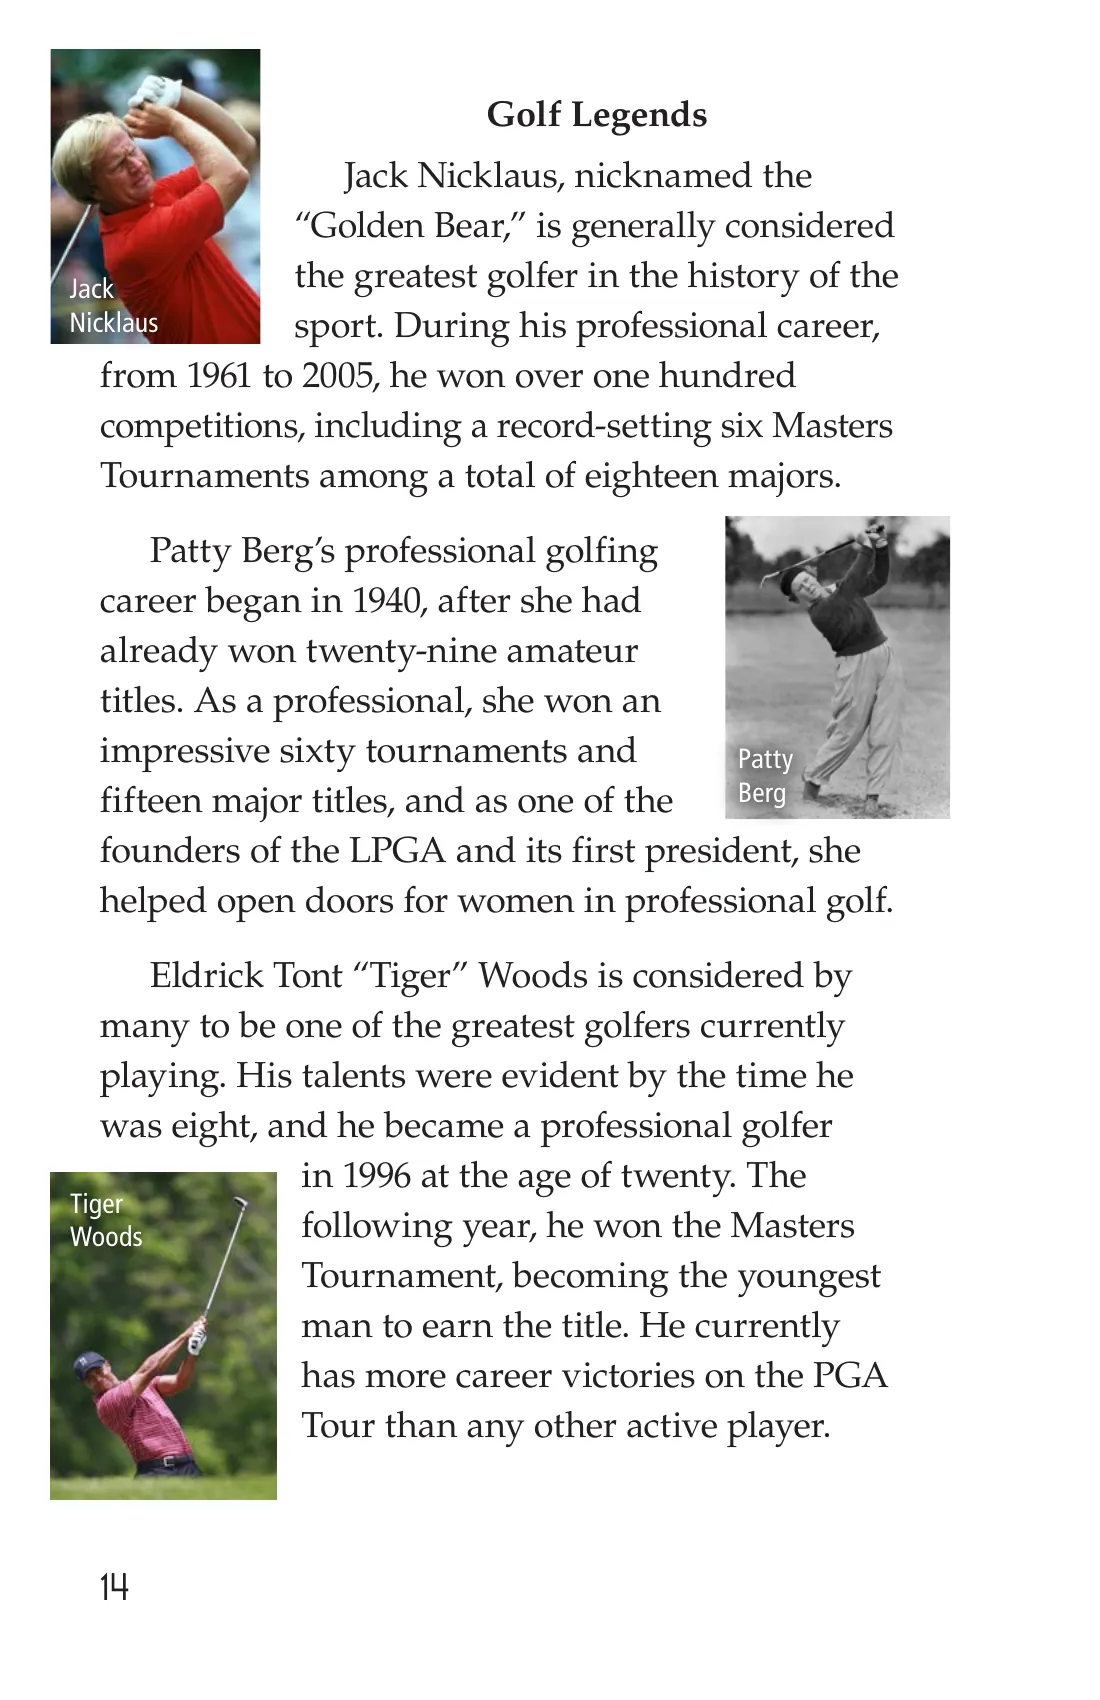 Golf Legends
Jack Nicklaus, nicknamed the
“Golden Bear,” is generally considered
the greatest golfer in the history of the
sport. During his professional career,
from 1961 to 2005, he won over one hundred
competitions, including a record-setting six Masters
Tournaments among a total of eighteen majors.
Jack
Nicklaus
Patty Berg’s professional golfing
career began in 1940, after she had
already won twenty-nine amateur
titles. As a professional, she won an
impressive sixty tournaments and
fifteen major titles, and as one of the
founders of the LPGA and its first president, she
helped open doors for women in professional golf.
Patty
Berg
Eldrick Tont “Tiger” Woods is considered by
many to be one of the greatest golfers currently
playing. His talents were evident by the time he
was eight, and he became a professional golfer
in 1996 at the age of twenty. The
following year, he won the Masters
Tournament, becoming the youngest
man to earn the title. He currently
has more career victories on the PGA
Tour than any other active player.
Tiger
Woods
14